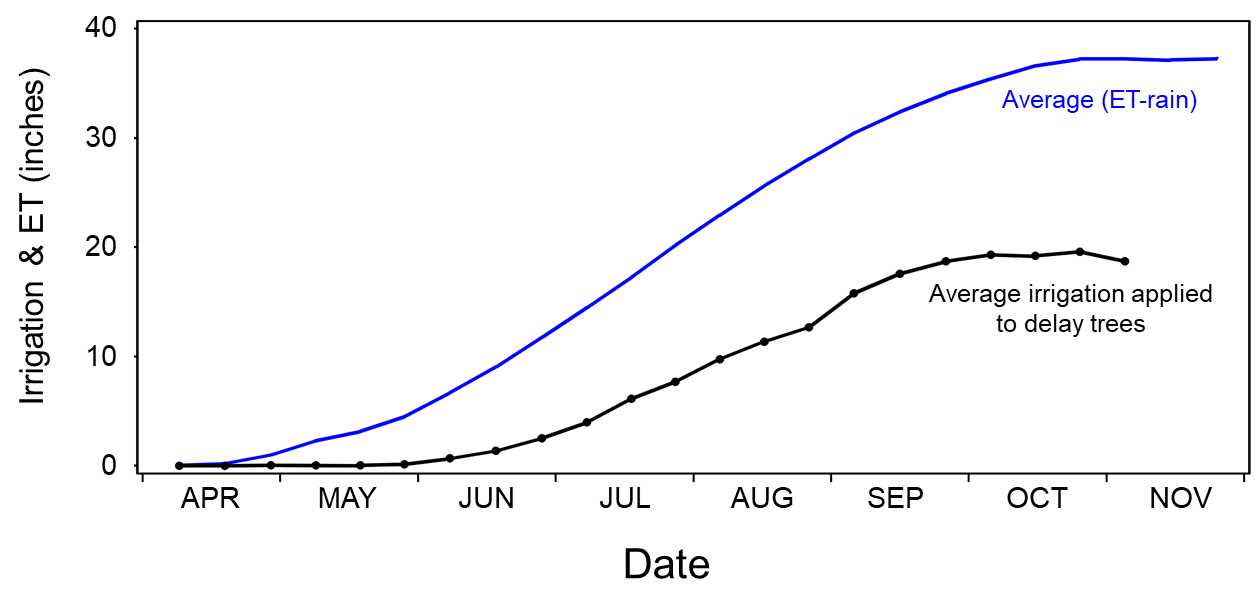 Irrigation & ET (inches)
40
30
20
10
0
Average (ET-rain)
Average irrigation applied
to delay trees
APR MAY JUN JUL AUG SEP OCT NOV
Date